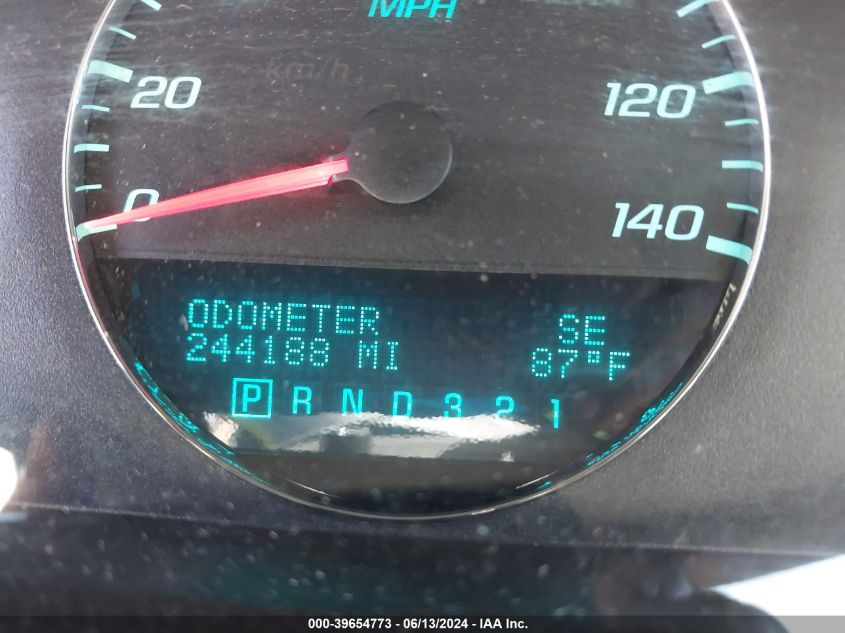 MPH
km/h
20 120
0 140
ODOMETER SE
244188 MI 87°F
P R N D 3 2 1
000-39654773 - 06/13/2024 - IAA Inc.